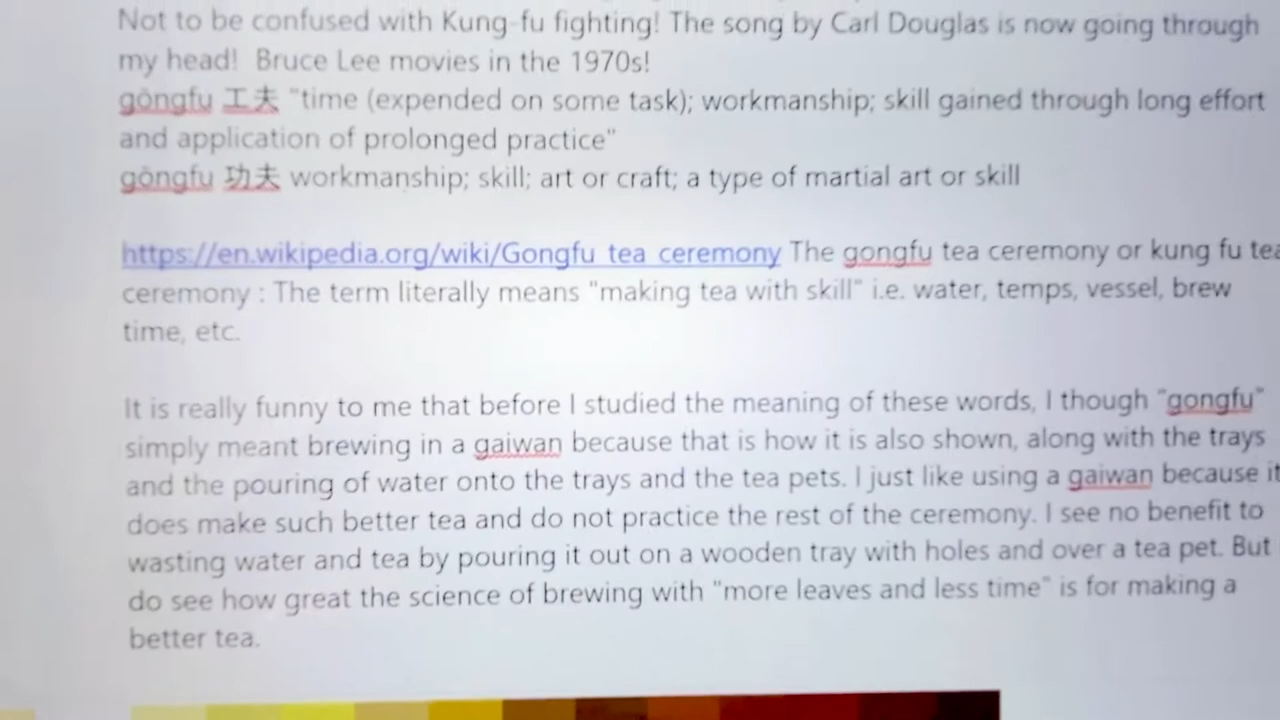 Not to be confused with Kung-fu fighting! The song by Carl Douglas is now going through
my head! Bruce Lee movies in the 1970s!
gōngfu 工夫 "time (expended on some task); workmanship; skill gained through long effort
and application of prolonged practice"
gōngfu 功夫 workmanship; skill; art or craft; a type of martial art or skill
https://en.wikipedia.org/wiki/Gongfu_tea_ceremony The gongfu tea ceremony or kung fu tea
ceremony : The term literally means "making tea with skill" i.e. water, temps, vessel, brew
time, etc.
It is really funny to me that before I studied the meaning of these words, I though "gongfu"
simply meant brewing in a gaiwan because that is how it is also shown, along with the trays
and the pouring of water onto the trays and the tea pets. I just like using a gaiwan because it
does make such better tea and do not practice the rest of the ceremony. I see no benefit to
wasting water and tea by pouring it out on a wooden tray with holes and over a tea pet. But
do see how great the science of brewing with "more leaves and less time" is for making a
better tea.